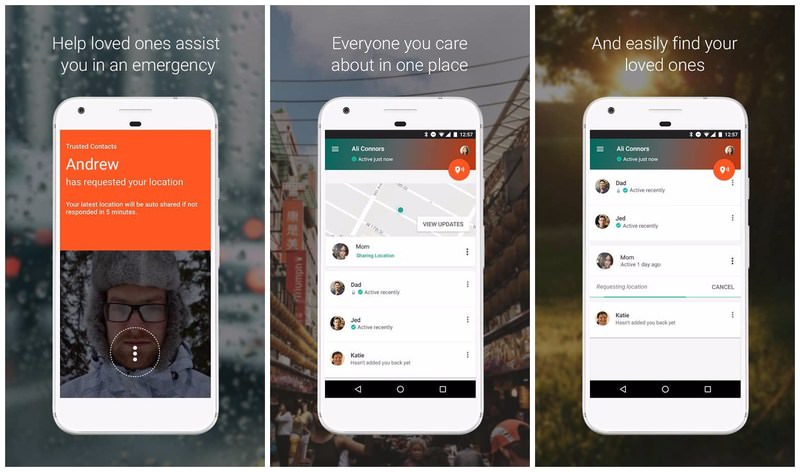 Help loved ones assist
you in an emergency
Trusted Contacts
Andrew
has requested your location
Your latest location will be auto shared if not
responded in 5 minutes.
Everyone you care
about in one place
12:57
Ali Connors
Active just now
VIEW UPDATES
Mom
Sharing Location
Dad
Active recently
Jed
Active recently
Katie
Hasn't added you back yet
康是美
Triumph
And easily find your
loved ones
12:57
Ali Connors
Active just now
Dad
Active recently
Jed
Active recently
Mom
Active 1 day ago
Requesting location
CANCEL
Katie
Hasn't added you back yet